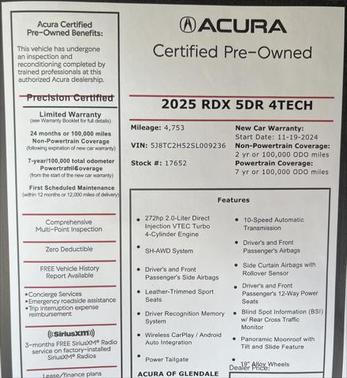 Acura Certified
Pre-Owned Benefits:
This vehicle has undergone
an inspection and
reconditioning completed by
trained professionals at this
authorized Acura dealership.
Precision Certified
Limited Warranty
(see Warranty Booklet for full details)
24 months or 100,000 miles
Non-Powertrain Coverage
(following expiration of new car warranty)
7-year/100,000 total odometer
Powertrain Coverage
(from the start of the new car warranty)
First Scheduled Maintenance
(within 12 months or 12,000 miles of delivery)
Comprehensive
Multi-Point Inspection
Zero Deductible
FREE Vehicle History
Report Available
•Concierge Services
•Emergency roadside assistance
•Trip interruption expense
reimbursement
SiriusXM
3-months FREE SiriusXM® Radio
service on factory-installed
SiriusXM® Radios
Lease/finance plans
ACURA
Certified Pre-Owned
2025 RDX 5DR 4TECH
Mileage: 4,753
VIN: 5J8TC2H52SL009236
Stock #: 17652
New Car Warranty:
Start Date: 11-19-2024
Non-Powertrain Coverage:
2 yr or 100,000 ODO miles
Powertrain Coverage:
7 yr or 100,000 ODO miles
Features
• 272hp 2.0-Liter Direct
Injection VTEC Turbo
4-Cylinder Engine
• SH-AWD System
• Driver's and Front
Passenger's Side Airbags
• Leather-Trimmed Sport
Seats
• Driver Recognition Memory
System
• Wireless CarPlay / Android
Auto Integration
• Power Tailgate
• 10-Speed Automatic
Transmission
• Driver's and Front
Passenger's Airbags
• Side Curtain Airbags with
Rollover Sensor
• Driver's and Front
Passenger's 12-Way Power
Seats
• Blind Spot Information (BSI)
w/ Rear Cross Traffic
Monitor
• Panoramic Moonroof with
Tilt and Slide Feature
• 19" Alloy Wheels
ACURA OF GLENDALE
Dealer Price: